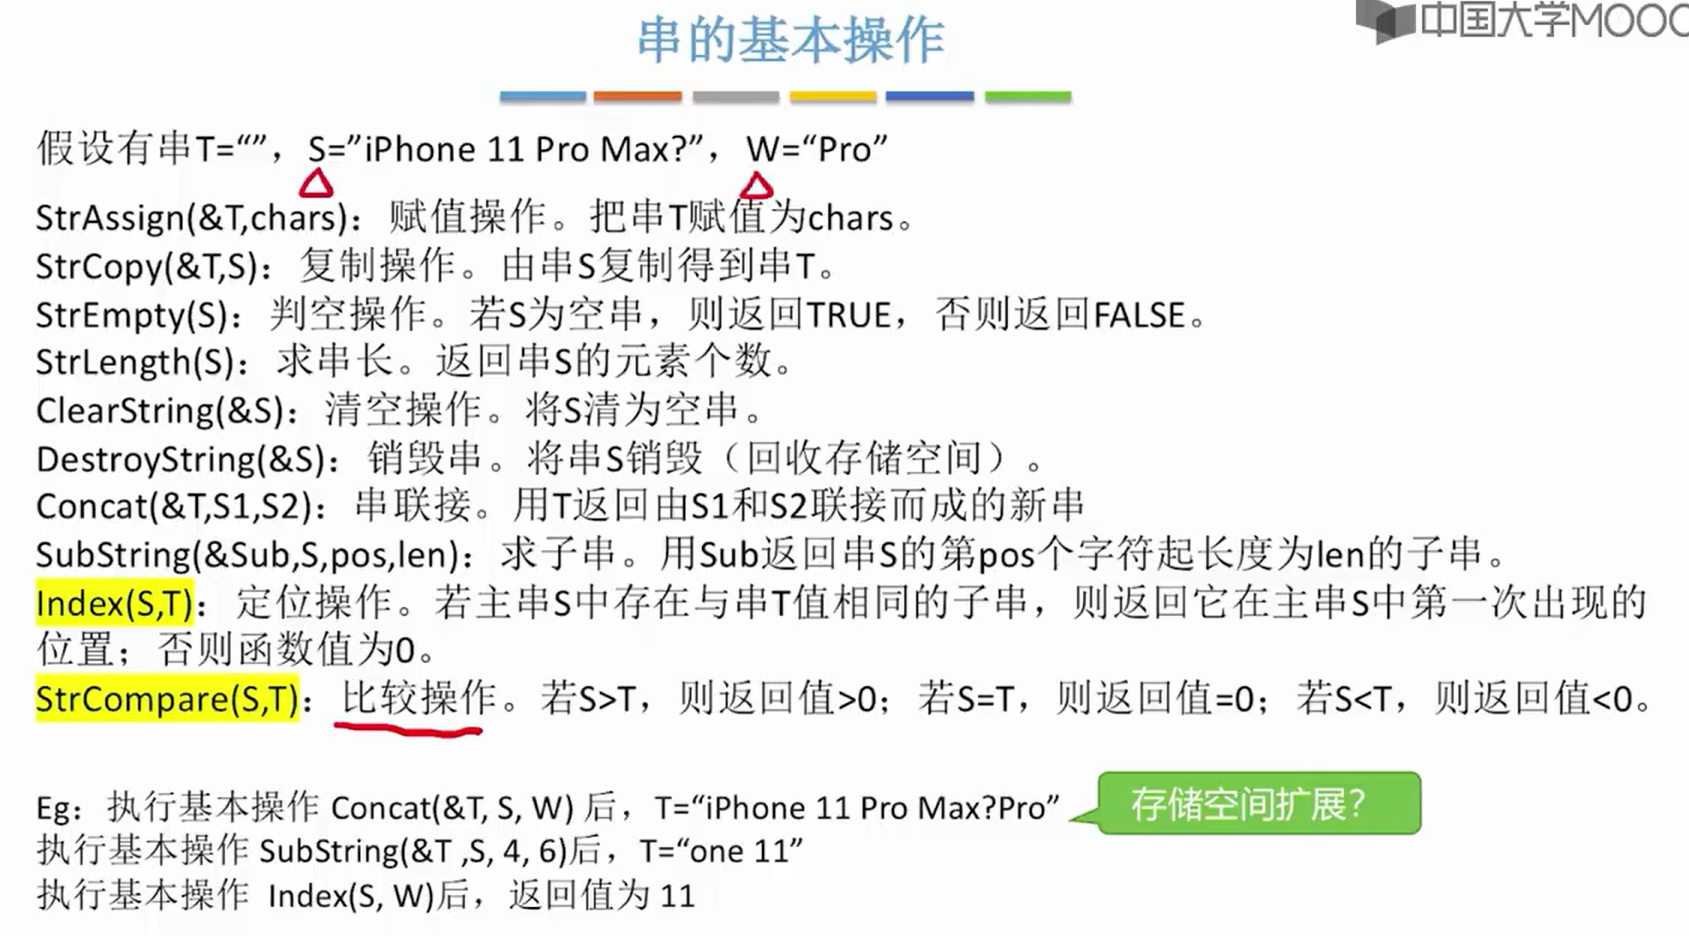 串的基本操作
中国大学MOOC
假设有串T=“”，S=”iPhone 11 Pro Max?”，W=“Pro”
StrAssign(&T,chars)：赋值操作。把串T赋值为chars。
StrCopy(&T,S)：复制操作。由串S复制得到串T。
StrEmpty(S)：判空操作。若S为空串，则返回TRUE，否则返回FALSE。
StrLength(S)：求串长。返回串S的元素个数。
ClearString(&S)：清空操作。将S清为空串。
DestroyString(&S)：销毁串。将串S销毁（回收存储空间）。
Concat(&T,S1,S2)：串联接。用T返回由S1和S2联接而成的新串
SubString(&Sub,S,pos,len)：求子串。用Sub返回串S的第pos个字符起长度为len的子串。
Index(S,T)：定位操作。若主串S中存在与串T值相同的子串，则返回它在主串S中第一次出现的
位置；否则函数值为0。
StrCompare(S,T)：比较操作。若S>T，则返回值>0；若S=T，则返回值=0；若S<T，则返回值<0。
Eg：执行基本操作 Concat(&T, S, W) 后，T=“iPhone 11 Pro Max?Pro”
存储空间扩展？
执行基本操作 SubString(&T ,S, 4, 6)后，T=“one 11”
执行基本操作 Index(S, W)后，返回值为 11